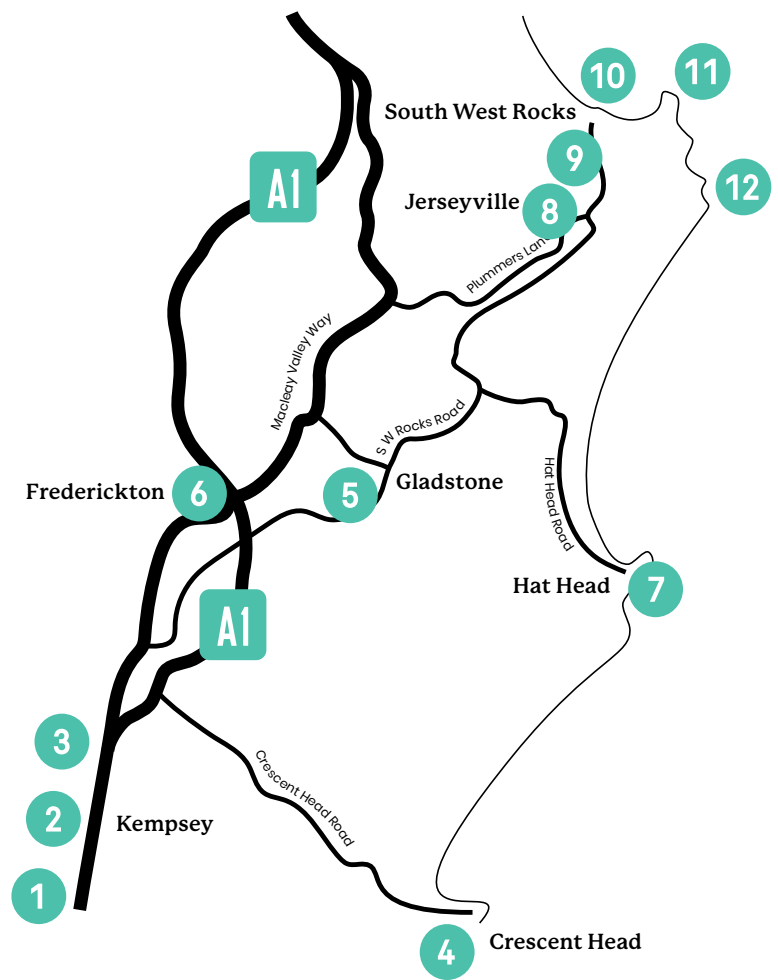 10
11
South West Rocks
9
A1
12
Jerseyville
8
Plummers Lane
Macleay Valley Way
S W Rocks Road
Frederickton
6
5
Gladstone
Hat Head Road
Hat Head
7
A1
3
Crescent Head Road
2
Kempsey
1
4
Crescent Head